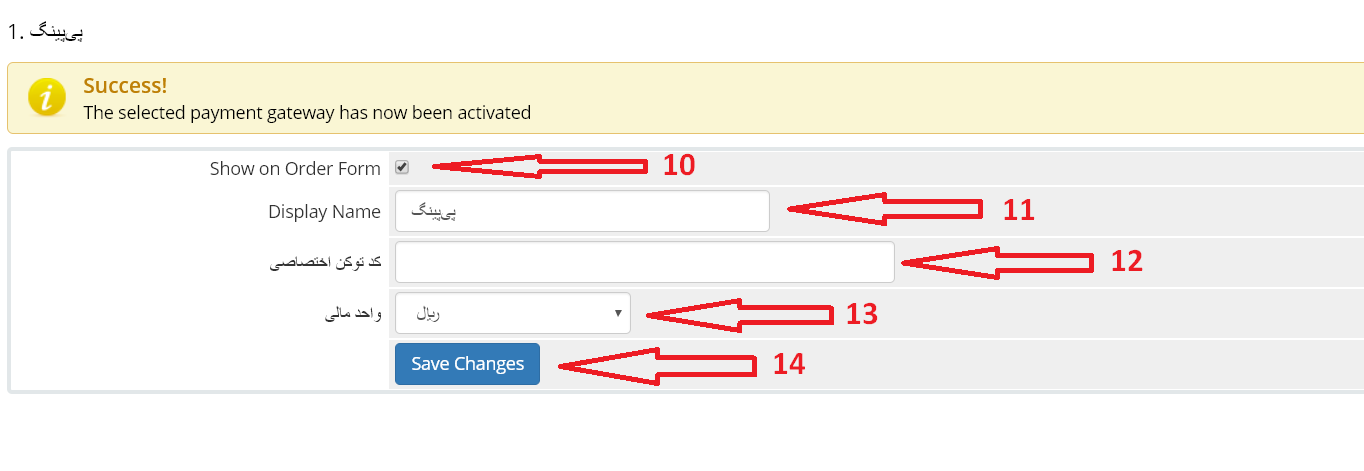 1. پی‌پینگ
Success!
The selected payment gateway has now been activated
Show on Order Form 10
Display Name پی‌پینگ 11
کد توکن اختصاصی 12
واحد مالی ریال 13
Save Changes 14